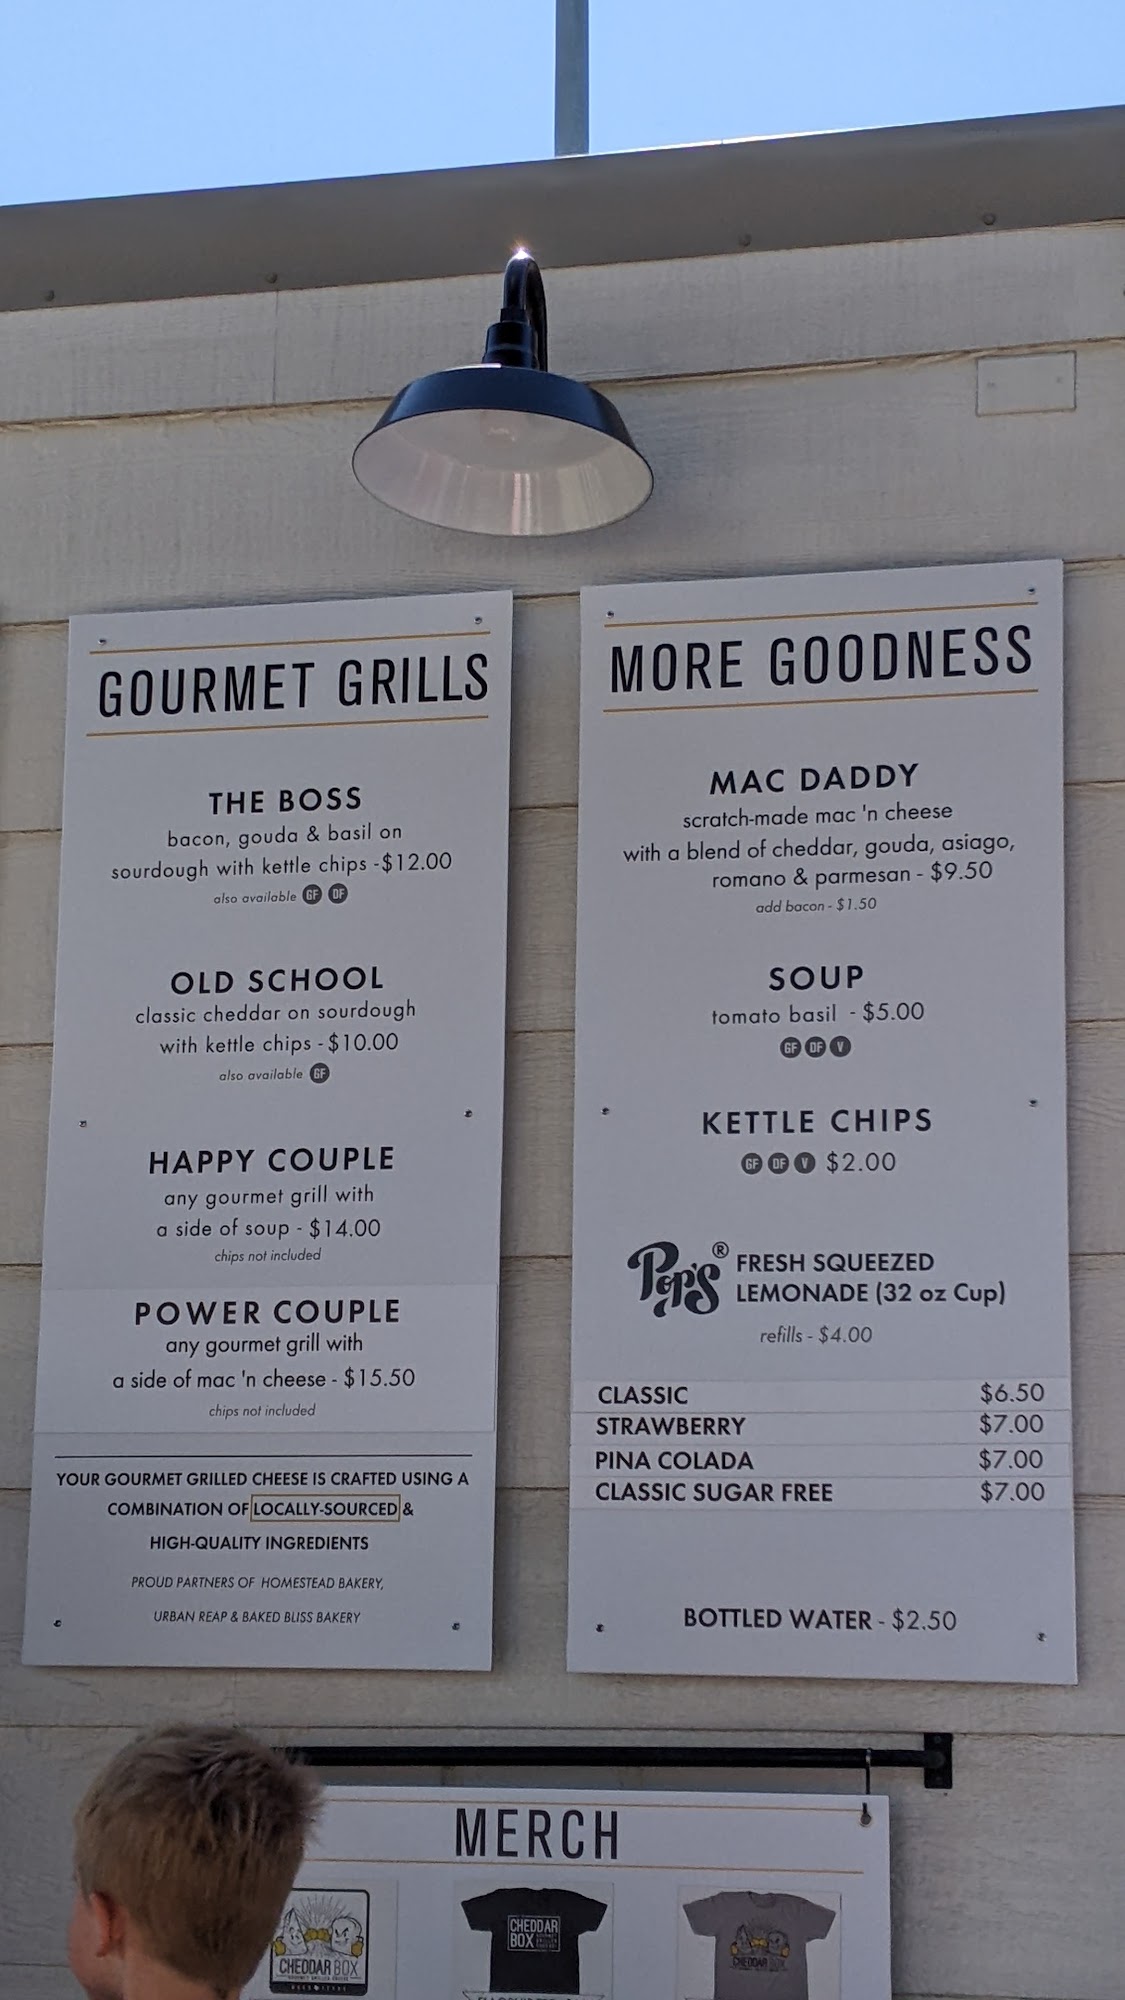 GOURMET GRILLS
THE BOSS
bacon, gouda & basil on
sourdough with kettle chips -$12.00
also available GF DF
OLD SCHOOL
classic cheddar on sourdough
with kettle chips - $10.00
also available GF
HAPPY COUPLE
any gourmet grill with
a side of soup - $14.00
chips not included
POWER COUPLE
any gourmet grill with
a side of mac 'n cheese - $15.50
chips not included
YOUR GOURMET GRILLED CHEESE IS CRAFTED USING A
COMBINATION OF LOCALLY-SOURCED &
HIGH-QUALITY INGREDIENTS
PROUD PARTNERS OF HOMESTEAD BAKERY,
URBAN REAP & BAKED BLISS BAKERY
MORE GOODNESS
MAC DADDY
scratch-made mac 'n cheese
with a blend of cheddar, gouda, asiago,
romano & parmesan - $9.50
add bacon - $1.50
SOUP
tomato basil - $5.00
GF DF V
KETTLE CHIPS
GF DF V $2.00
POP'S® FRESH SQUEEZED
LEMONADE (32 oz Cup)
refills - $4.00
CLASSIC $6.50
STRAWBERRY $7.00
PINA COLADA $7.00
CLASSIC SUGAR FREE $7.00
BOTTLED WATER - $2.50
MERCH
CHEDDAR BOX
CHEDDAR
BOX
CHEDDAR BOX